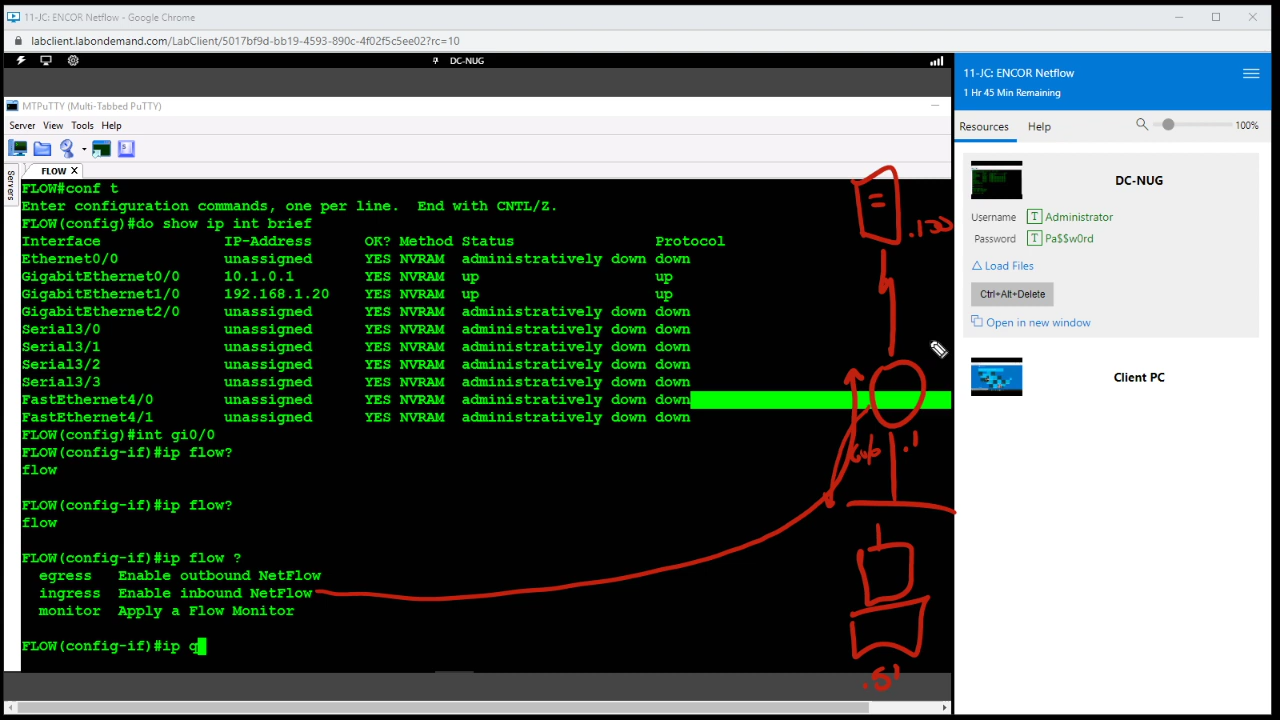 11-JC: ENCOR Netflow - Google Chrome
labclient.labondemand.com/LabClient/5017bf9d-bb19-4593-890c-4f02f5c5ee02?rc=10
DC-NUG
MTPuTTY (Multi-Tabbed PuTTY)
Server View Tools Help
Servers
FLOW X
FLOW#conf t
Enter configuration commands, one per line. End with CNTL/Z.
FLOW(config)#do show ip int brief
Interface IP-Address OK? Method Status Protocol
Ethernet0/0 unassigned YES NVRAM administratively down down
GigabitEthernet0/0 10.1.0.1 YES NVRAM up up
GigabitEthernet1/0 192.168.1.20 YES NVRAM up up
GigabitEthernet2/0 unassigned YES NVRAM administratively down down
Serial3/0 unassigned YES NVRAM administratively down down
Serial3/1 unassigned YES NVRAM administratively down down
Serial3/2 unassigned YES NVRAM administratively down down
Serial3/3 unassigned YES NVRAM administratively down down
FastEthernet4/0 unassigned YES NVRAM administratively down down
FastEthernet4/1 unassigned YES NVRAM administratively down down
FLOW(config)#int gi0/0
FLOW(config-if)#ip flow?
flow
FLOW(config-if)#ip flow?
flow
FLOW(config-if)#ip flow ?
egress Enable outbound NetFlow
ingress Enable inbound NetFlow
monitor Apply a Flow Monitor
FLOW(config-if)#ip q
.1
11-JC: ENCOR Netflow
1 Hr 45 Min Remaining
Resources Help 100%
DC-NUG
Username T Administrator
Password T Pa$$w0rd
Load Files
Ctrl+Alt+Delete
Open in new window
Client PC